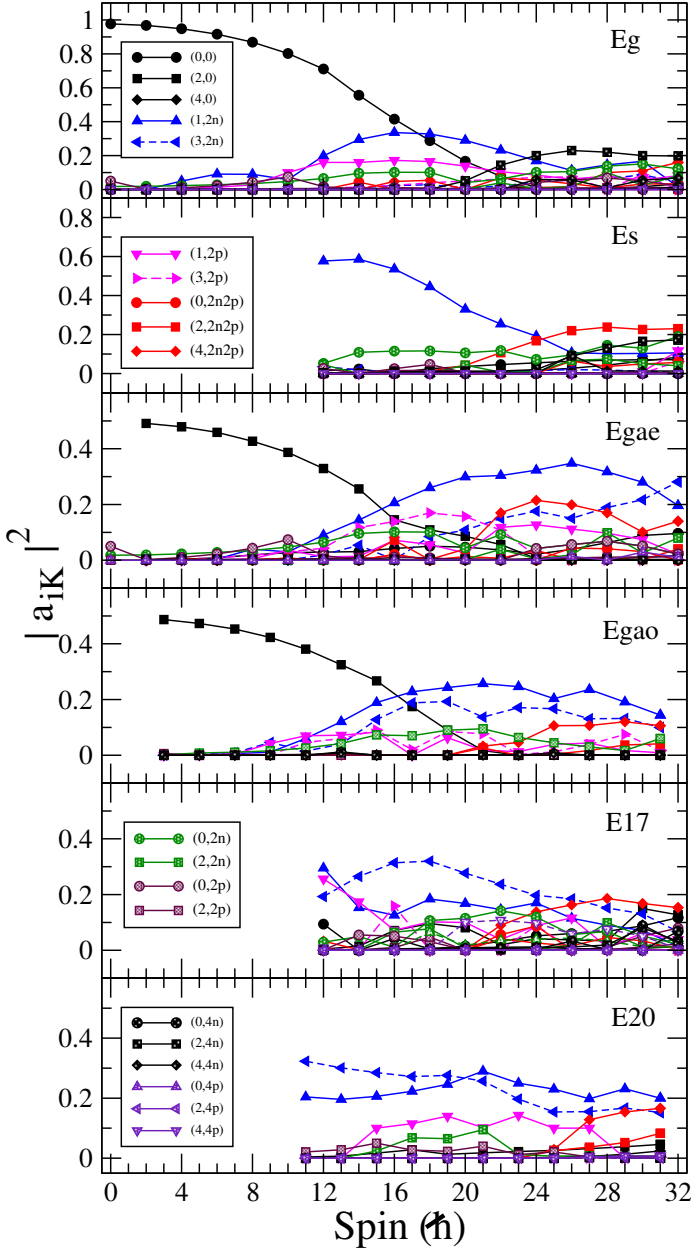 1
0.8
0.6
0.4
0.2
0
Eg
(0,0)
(2,0)
(4,0)
(1,2n)
(3,2n)
0.8
0.6
0.4
0.2
0
Es
(1,2p)
(3,2p)
(0,2n2p)
(2,2n2p)
(4,2n2p)
0.4
0.2
0
Egae
| a_{iK} |^2
0.4
0.2
0
Egao
0.4
0.2
0
E17
(0,2n)
(2,2n)
(0,2p)
(2,2p)
0.4
0.2
0
E20
(0,4n)
(2,4n)
(4,4n)
(0,4p)
(2,4p)
(4,4p)
0 4 8 12 16 20 24 28 32
Spin (ħ)